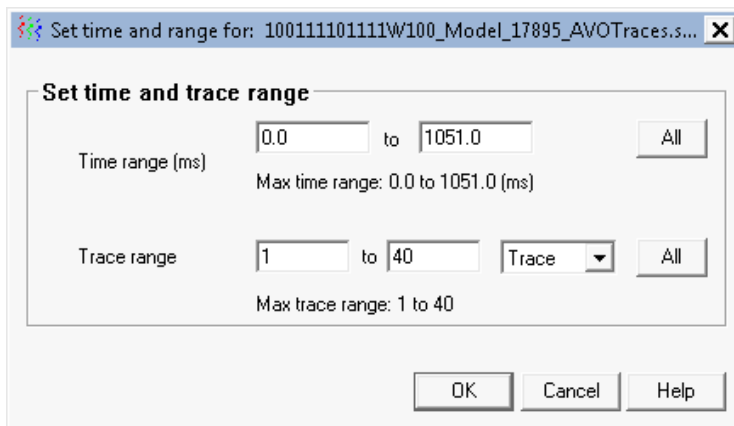 Set time and range for: 100111101111W100_Model_17895_AVOTraces.s...
Set time and trace range
Time range (ms) 0.0 to 1051.0 All
Max time range: 0.0 to 1051.0 (ms)
Trace range 1 to 40 Trace All
Max trace range: 1 to 40
OK Cancel Help